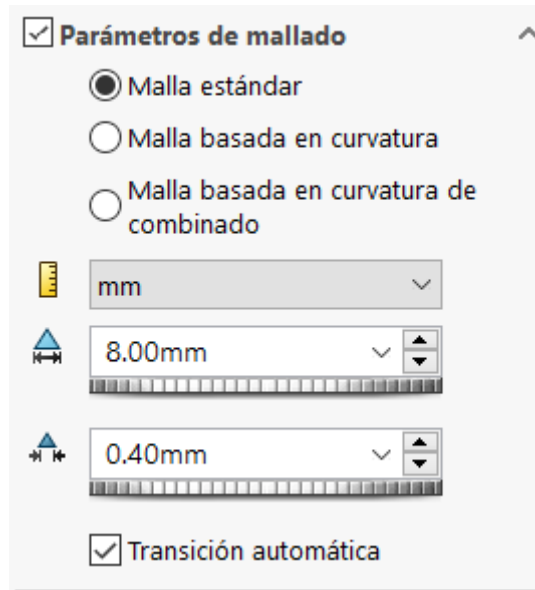 Parámetros de mallado
Malla estándar
Malla basada en curvatura
Malla basada en curvatura de
combinado
mm
8.00mm
0.40mm
Transición automática